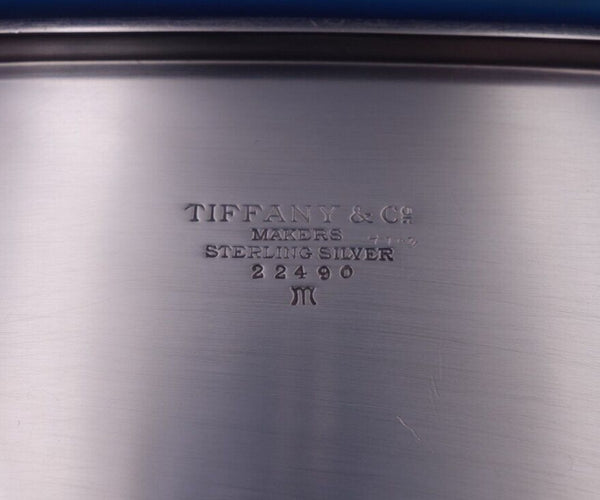 TIFFANY & Co
MAKERS
STERLING SILVER
22490
m